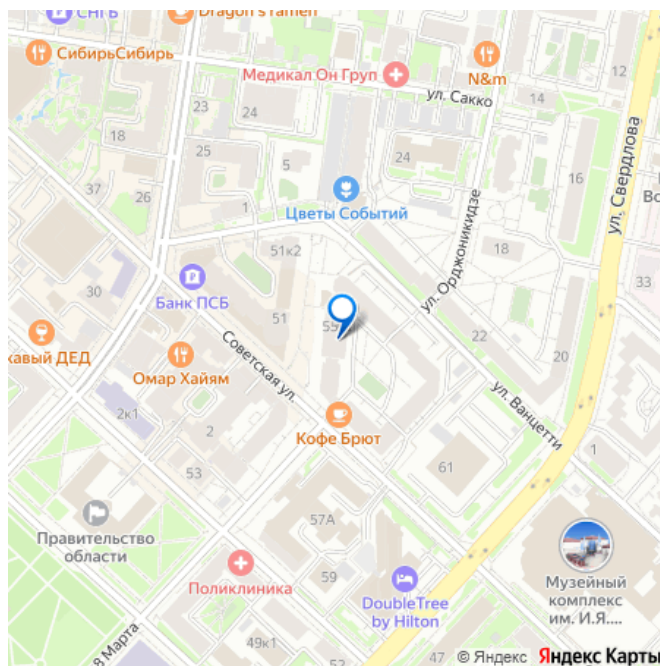 СНГБ
Dragon's ramen
СибирьСибирь
Медикал Он Груп
N&m
12
ул. Сакко
14
23
24
18
25
5
24
16
ул. Свердлова
37
26
Цветы Событий
ул. Орджоникидзе
18
51к2
Во
33
30
Банк ПСБ
51
55
22
20
жавый ДЕД
Омар Хайям
Советская ул.
ул. Ванцетти
2к1
2
Кофе Брют
1
53
61
57А
Правительство
области
Поликлиника
59
DoubleTree
by Hilton
Музейный
комплекс
им. И.Я....
8 Марта
49к1
47
© Яндекс Яндекс Карты